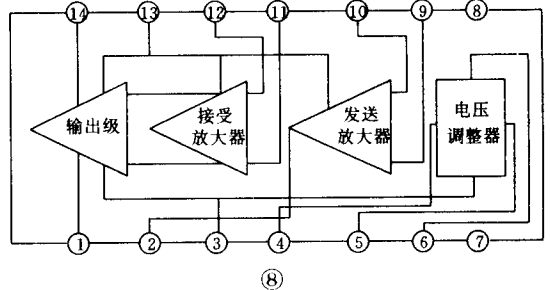 ⑭ ⑬ ⑫ ⑪ ⑩ ⑨ ⑧
输出级
接受
放大器
发送
放大器
电压
调整器
① ② ③ ④ ⑤ ⑥ ⑦
⑧